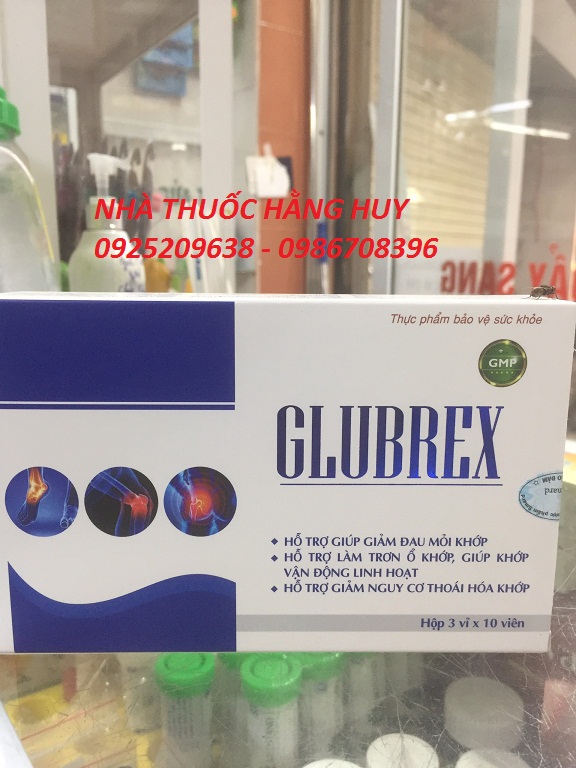 NHÀ THUỐC HẰNG HUY
0925209638 - 0986708396
ẨY SANG
Thực phẩm bảo vệ sức khỏe
GMP
GLUBREX
HỖ TRỢ GIÚP GIẢM ĐAU MỎI KHỚP
HỖ TRỢ LÀM TRƠN Ổ KHỚP, GIÚP KHỚP
VẬN ĐỘNG LINH HOẠT
HỖ TRỢ GIẢM NGUY CƠ THOÁI HÓA KHỚP
Hộp 3 vỉ x 10 viên